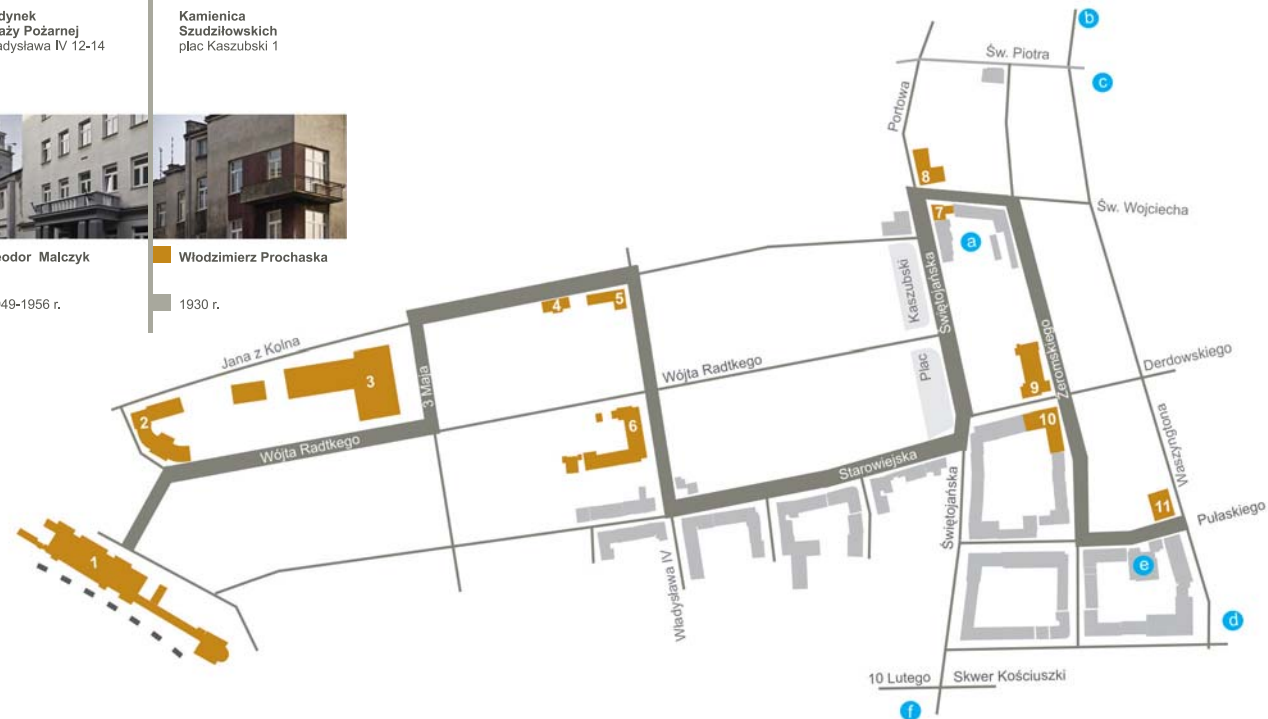 dynek
aży Pożarnej
adysława IV 12-14
Kamienica
Szudziłowskich
plac Kaszubski 1
eodor Malczyk
Włodzimierz Prochaska
49-1956 r.
1930 r.
b
Św. Piotra
c
Portowa
8
7
Św. Wojciecha
a
Kaszubski
Świętojańska
4
5
Jana z Kolna
3
3 Maja
Wójta Radtkego
Plac
9
Żeromskiego
Derdowskiego
2
Wójta Radtkego
6
10
Waszyngtona
Starowiejska
Świętojańska
11
Pułaskiego
1
Władysława IV
e
d
10 Lutego
Skwer Kościuszki
f